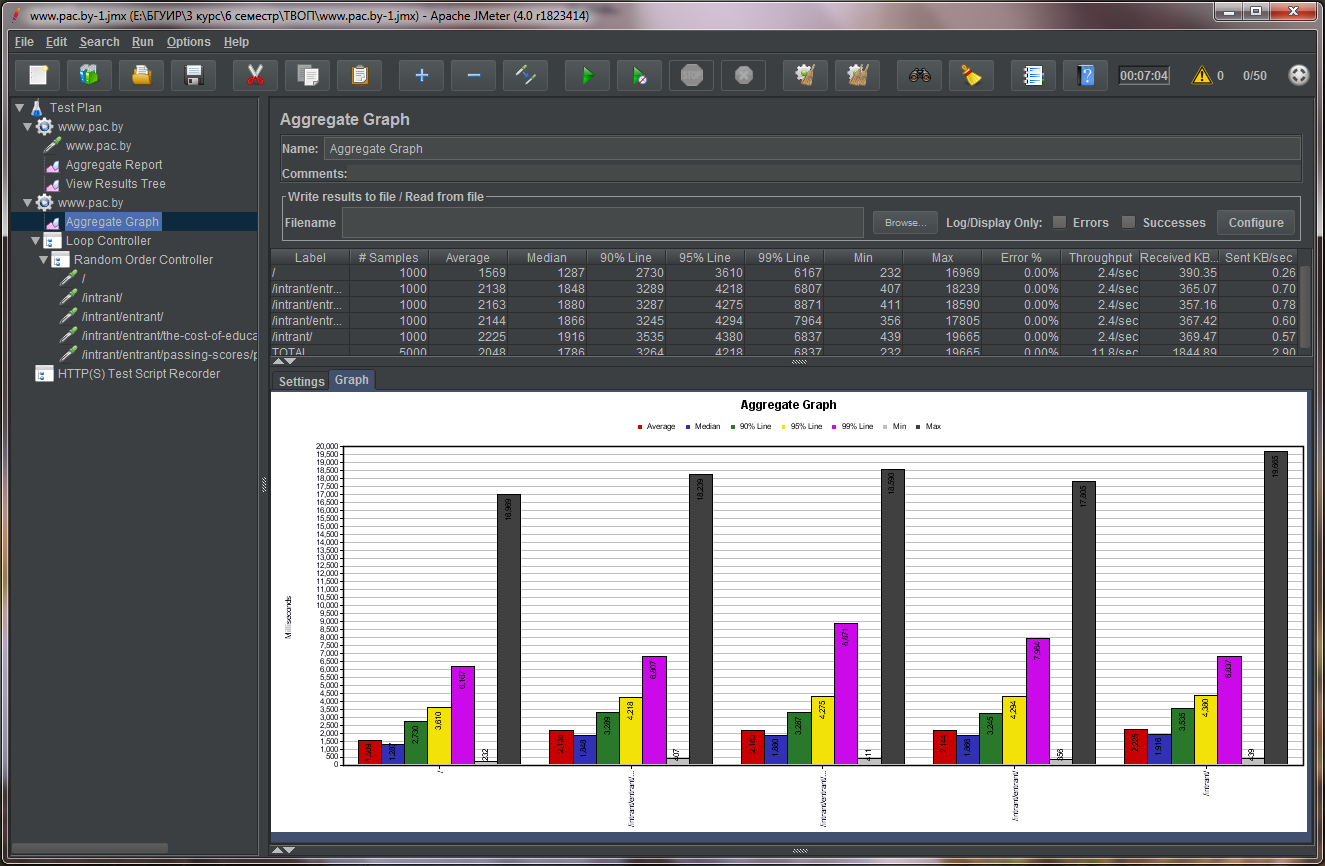 www.pac.by-1.jmx (E:\БГУИР\3 курс\6 семестр\ТВОП\www.pac.by-1.jmx) - Apache JMeter (4.0 r1823414)
File Edit Search Run Options Help
STOP 00:07:04 0 0/50
Test Plan
www.pac.by
www.pac.by
Aggregate Report
View Results Tree
www.pac.by
Aggregate Graph
Loop Controller
Random Order Controller
/
/intrant/
/intrant/entrant/
/intrant/entrant/the-cost-of-educa
/intrant/entrant/passing-scores/p
HTTP(S) Test Script Recorder
Aggregate Graph
Name: Aggregate Graph
Comments:
Write results to file / Read from file
Filename Browse... Log/Display Only: Errors Successes Configure
Label # Samples Average Median 90% Line 95% Line 99% Line Min Max Error % Throughput Received KB... Sent KB/sec
/ 1000 1569 1287 2730 3610 6167 232 16969 0.00% 2.4/sec 390.35 0.26
/intrant/entr... 1000 2138 1848 3289 4218 6807 407 18239 0.00% 2.4/sec 365.07 0.70
/intrant/entr... 1000 2163 1880 3287 4275 8871 411 18590 0.00% 2.4/sec 357.16 0.78
/intrant/entr... 1000 2144 1866 3245 4294 7964 356 17805 0.00% 2.4/sec 367.42 0.60
/intrant/ 1000 2225 1916 3535 4380 6837 439 19665 0.00% 2.4/sec 369.47 0.57
TOTAL 5000 2048 1786 3264 4218 6837 232 19665 0.00% 11.8/sec 1844.89 2.90
Settings Graph
Aggregate Graph
Average Median 90% Line 95% Line 99% Line Min Max
Milliseconds
20,000
19,500
19,000
18,500
18,000
17,500
17,000
16,500
16,000
15,500
15,000
14,500
14,000
13,500
13,000
12,500
12,000
11,500
11,000
10,500
10,000
9,500
9,000
8,500
8,000
7,500
7,000
6,500
6,000
5,500
5,000
4,500
4,000
3,500
3,000
2,500
2,000
1,500
1,000
500
0
1,569 1,287 2,730 3,610 6,167 232 16,969
2,138 1,848 3,289 4,218 6,807 407 18,239
2,163 1,880 3,287 4,275 8,871 411 18,590
2,144 1,866 3,245 4,294 7,964 356 17,805
2,225 1,916 3,535 4,380 6,837 439 19,665
/
/intrant/entrant/...
/intrant/entrant/...
/intrant/entrant/
/intrant/